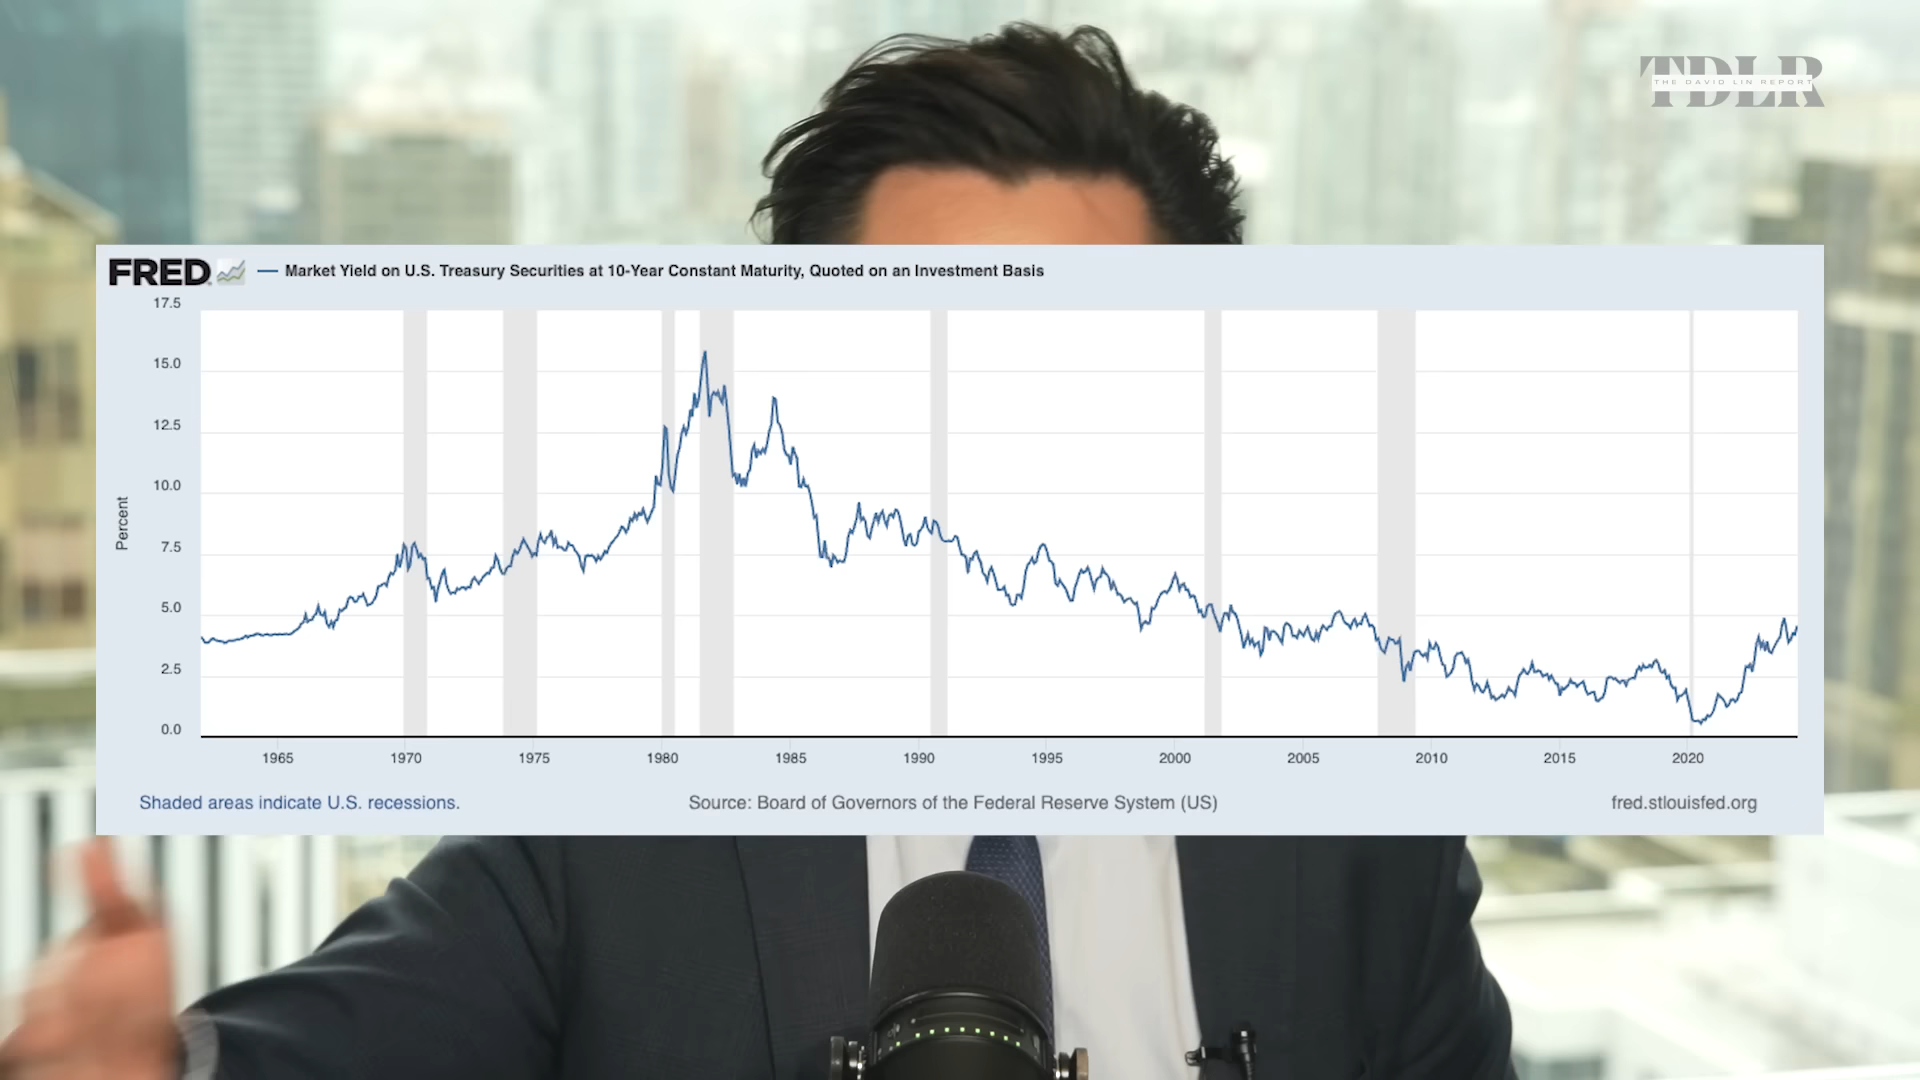 TDLR
THE DAVID LIN REPORT
FRED
Market Yield on U.S. Treasury Securities at 10-Year Constant Maturity, Quoted on an Investment Basis
17.5
15.0
12.5
10.0
7.5
5.0
2.5
0.0
Percent
1965 1970 1975 1980 1985 1990 1995 2000 2005 2010 2015 2020
Shaded areas indicate U.S. recessions. Source: Board of Governors of the Federal Reserve System (US) fred.stlouisfed.org